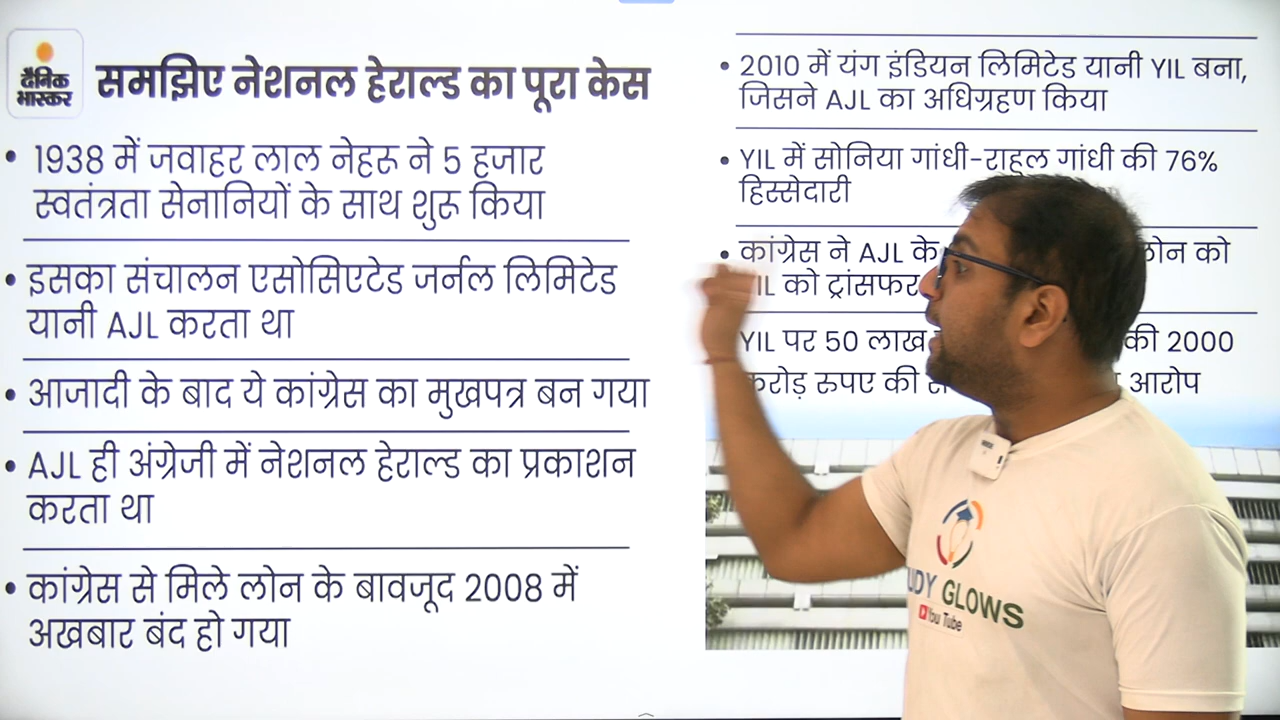 दैनिक
भास्कर
समझिए नेशनल हेराल्ड का पूरा केस
• 1938 में जवाहर लाल नेहरू ने 5 हजार
स्वतंत्रता सेनानियों के साथ शुरू किया
• इसका संचालन एसोसिएटेड जर्नल लिमिटेड
यानी AJL करता था
• आजादी के बाद ये कांग्रेस का मुखपत्र बन गया
• AJL ही अंग्रेजी में नेशनल हेराल्ड का प्रकाशन
करता था
• कांग्रेस से मिले लोन के बावजूद 2008 में
अखबार बंद हो गया
• 2010 में यंग इंडियन लिमिटेड यानी YIL बना,
जिसने AJL का अधिग्रहण किया
• YIL में सोनिया गांधी-राहुल गांधी की 76%
हिस्सेदारी
• कांग्रेस ने AJL के लोन को
को ट्रांसफर
YIL पर 50 लाख की 2000
रुपए की आरोप
GLOWS
You Tube